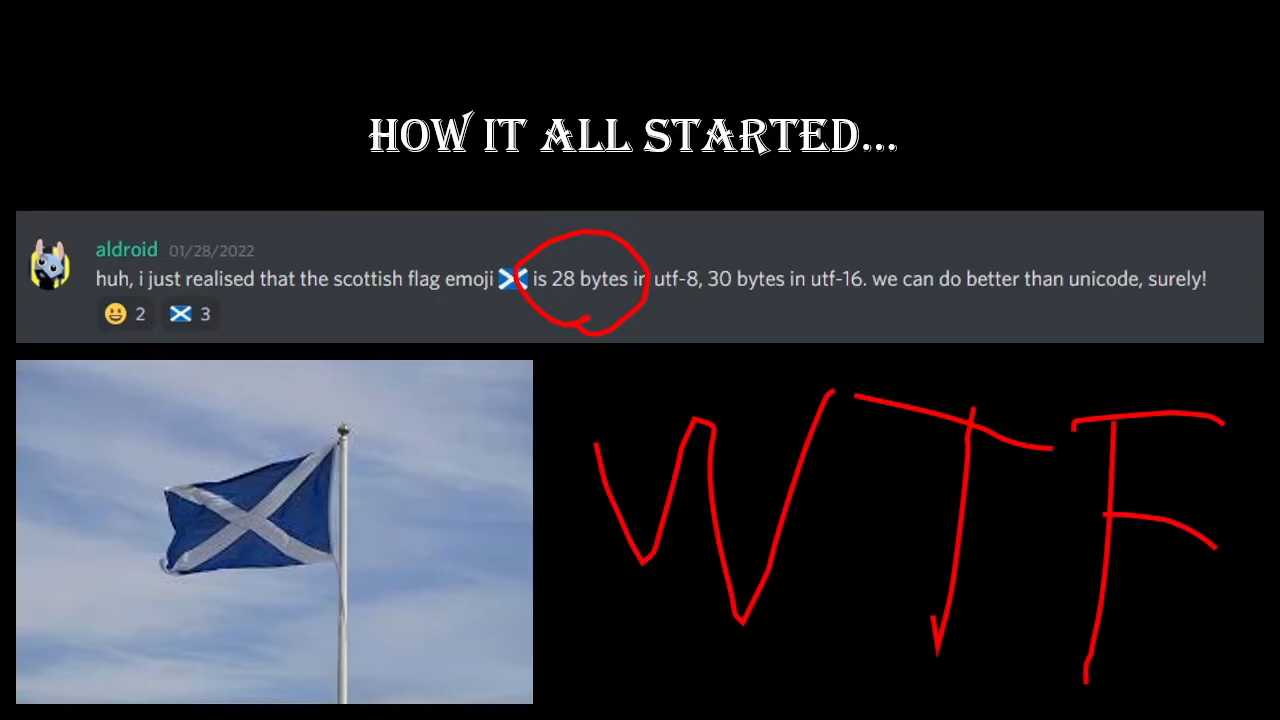 HOW IT ALL STARTED...
aldroid 01/28/2022
huh, i just realised that the scottish flag emoji 🏴󠁧󠁢󠁳󠁣󠁴󠁿 is 28 bytes in utf-8, 30 bytes in utf-16. we can do better than unicode, surely!
😀 2 🏴󠁧󠁢󠁳󠁣󠁴󠁿 3
WTF